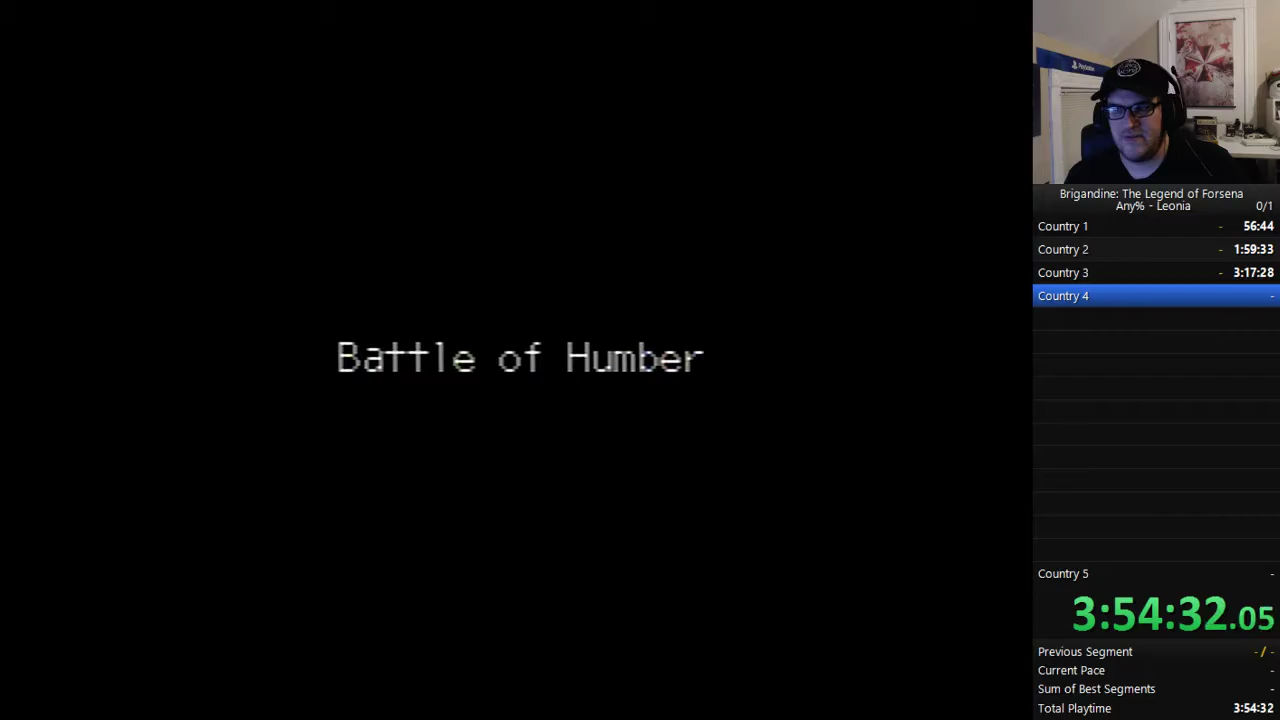 Battle of Humber
Brigandine: The Legend of Forsena
Any% - Leonia 0/1
Country 1 - 56:44
Country 2 - 1:59:33
Country 3 - 3:17:28
Country 4 -
Country 5 -
3:54:32.05
Previous Segment - / -
Current Pace -
Sum of Best Segments -
Total Playtime 3:54:32